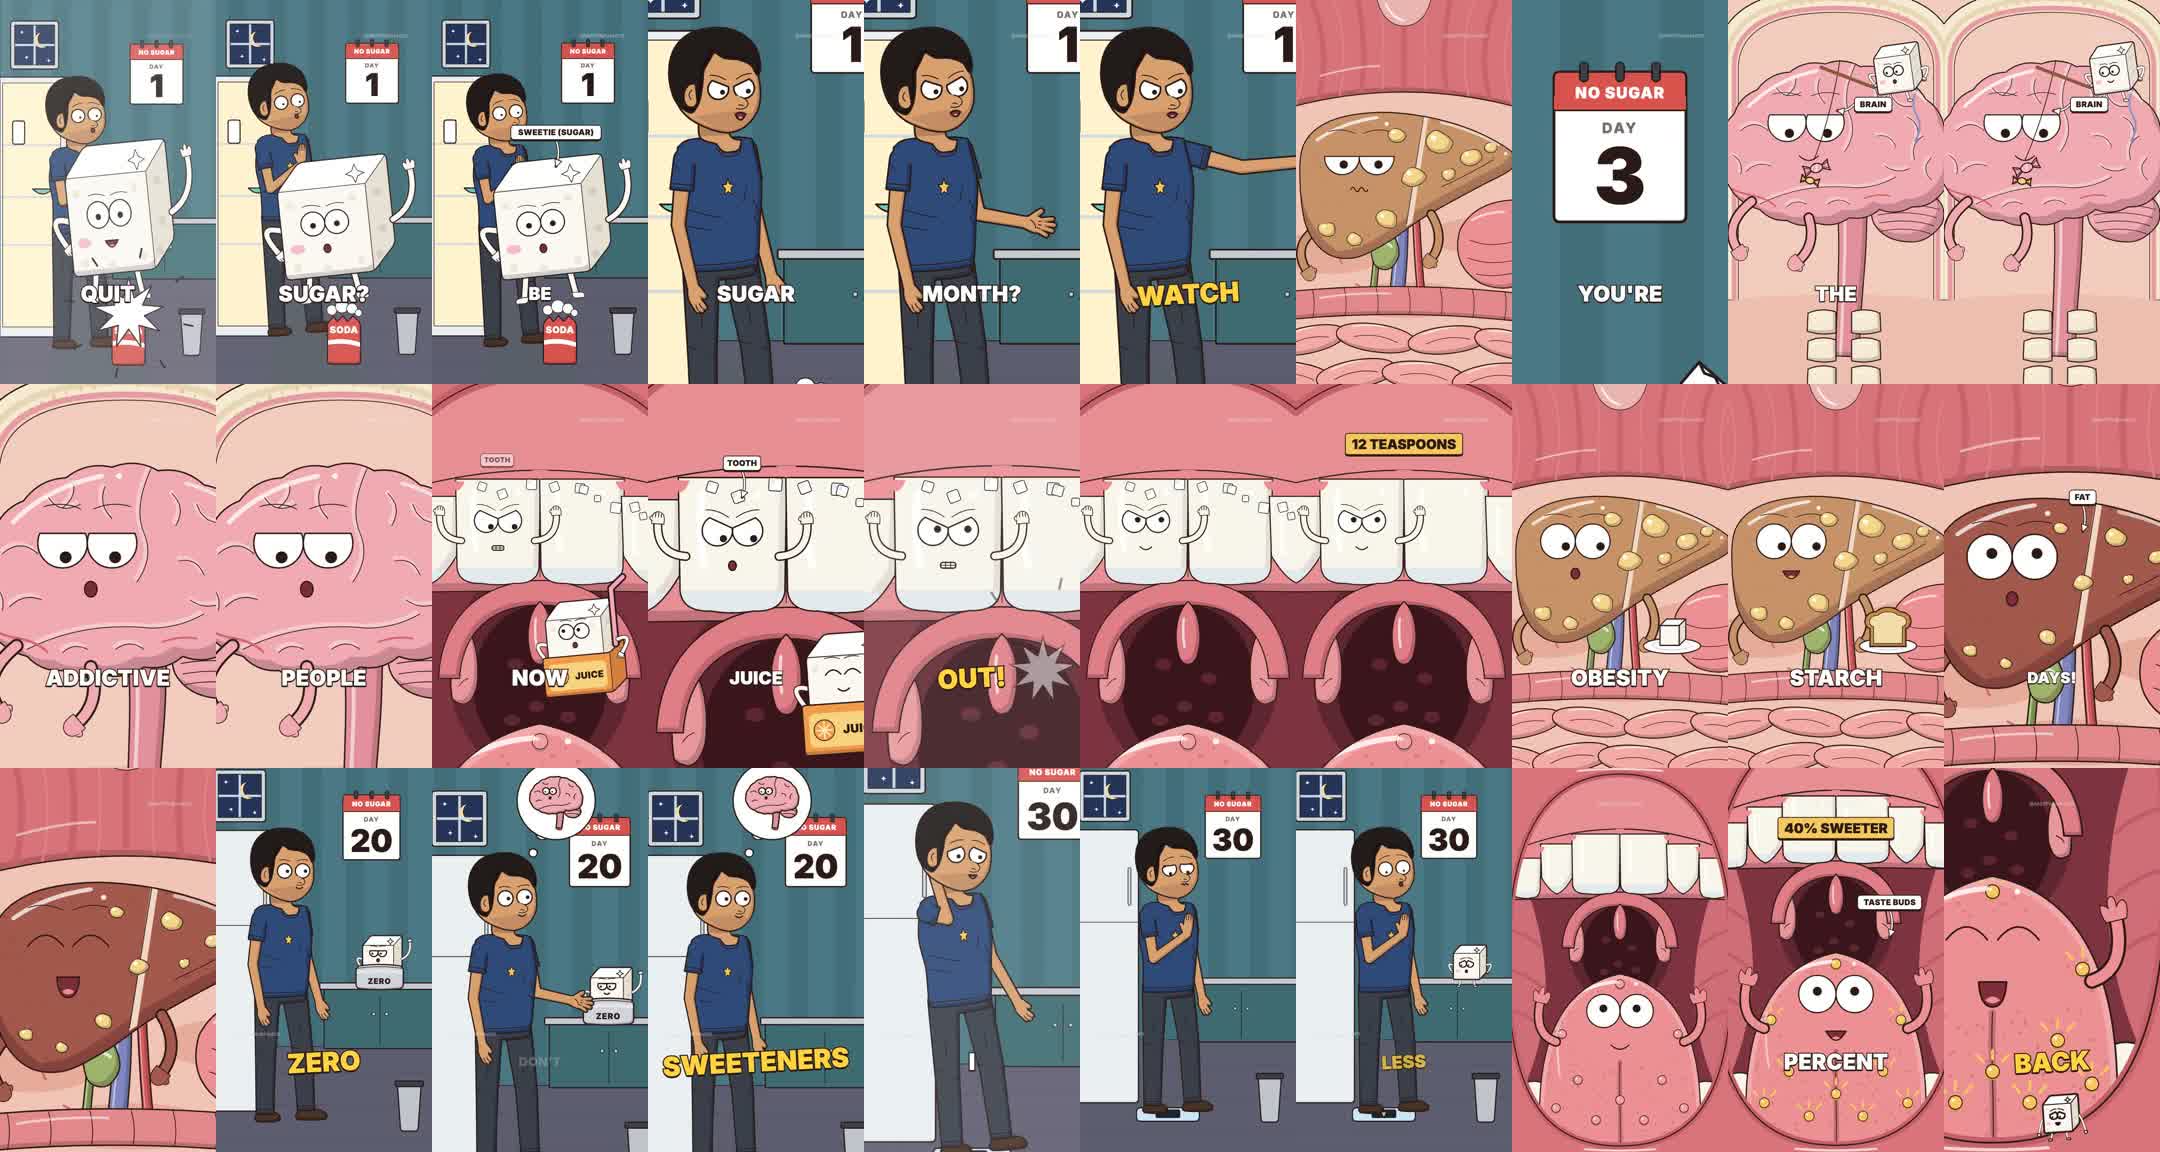 NO SUGAR
DAY
1
QUIT
NO SUGAR
DAY
1
SUGAR?
SODA
NO SUGAR
DAY
1
SWEETIE (SUGAR)
BE
SODA
DAY
1
SUGAR
DAY
1
MONTH?
DAY
1
WATCH
NO SUGAR
DAY
3
YOU'RE
BRAIN
THE
BRAIN
ADDICTIVE
PEOPLE
TOOTH
NOW
JUICE
TOOTH
JUICE
JUI
OUT!
12 TEASPOONS
OBESITY
STARCH
FAT
DAYS!
NO SUGAR
DAY
20
ZERO
ZERO
O SUGAR
DAY
20
ZERO
DON'T
O SUGAR
DAY
20
SWEETENERS
NO SUGAR
DAY
30
NO SUGAR
DAY
30
NO SUGAR
DAY
30
LESS
40% SWEETER
TASTE BUDS
PERCENT
BACK